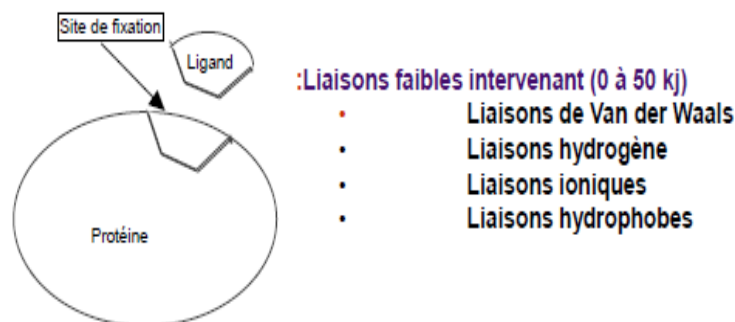 Site de fixation
Ligand
Protéine
:Liaisons faibles intervenant (0 à 50 kj)
• Liaisons de Van der Waals
• Liaisons hydrogène
• Liaisons ioniques
• Liaisons hydrophobes